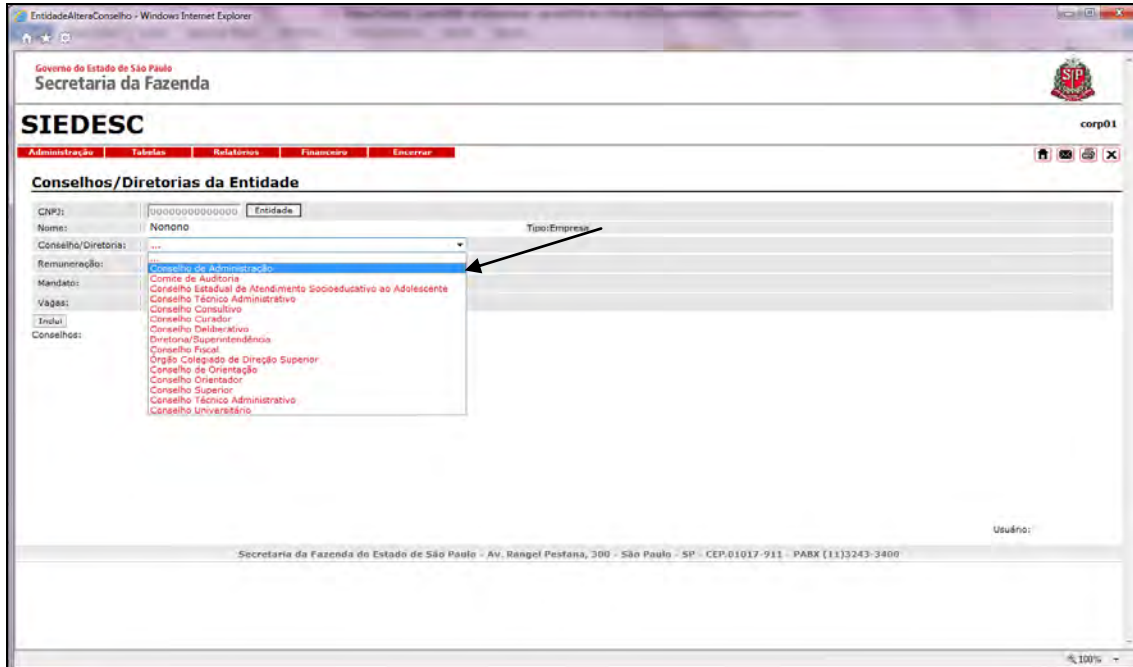 EntidadeAlteraConselho - Windows Internet Explorer
Governo do Estado de São Paulo
Secretaria da Fazenda
SIEDESC
corp01
Administração Tabelas Relatórios Financeiro Encerrar
Conselhos/Diretorias da Entidade
CNPJ: 00000000000000 Entidade
Nome: Nonono Tipo:Empresa
Conselho/Diretoria: ...
...
Remuneração:
Conselho de Administração
Comite de Auditoria
Mandato:
Conselho Estadual de Atendimento Socioeducativo ao Adolescente
Conselho Técnico Administrativo
Vagas:
Conselho Consultivo
Conselho Curador
Inclui
Conselho Deliberativo
Conselhos:
Diretoria/Superintendência
Conselho Fiscal
Órgão Colegiado de Direção Superior
Conselho de Orientação
Conselho Orientador
Conselho Superior
Conselho Técnico Administrativo
Conselho Universitário
Usuário:
Secretaria da Fazenda do Estado de São Paulo - Av. Rangel Pestana, 300 - São Paulo - SP - CEP.01017-911 - PABX (11)3243-3400
100%